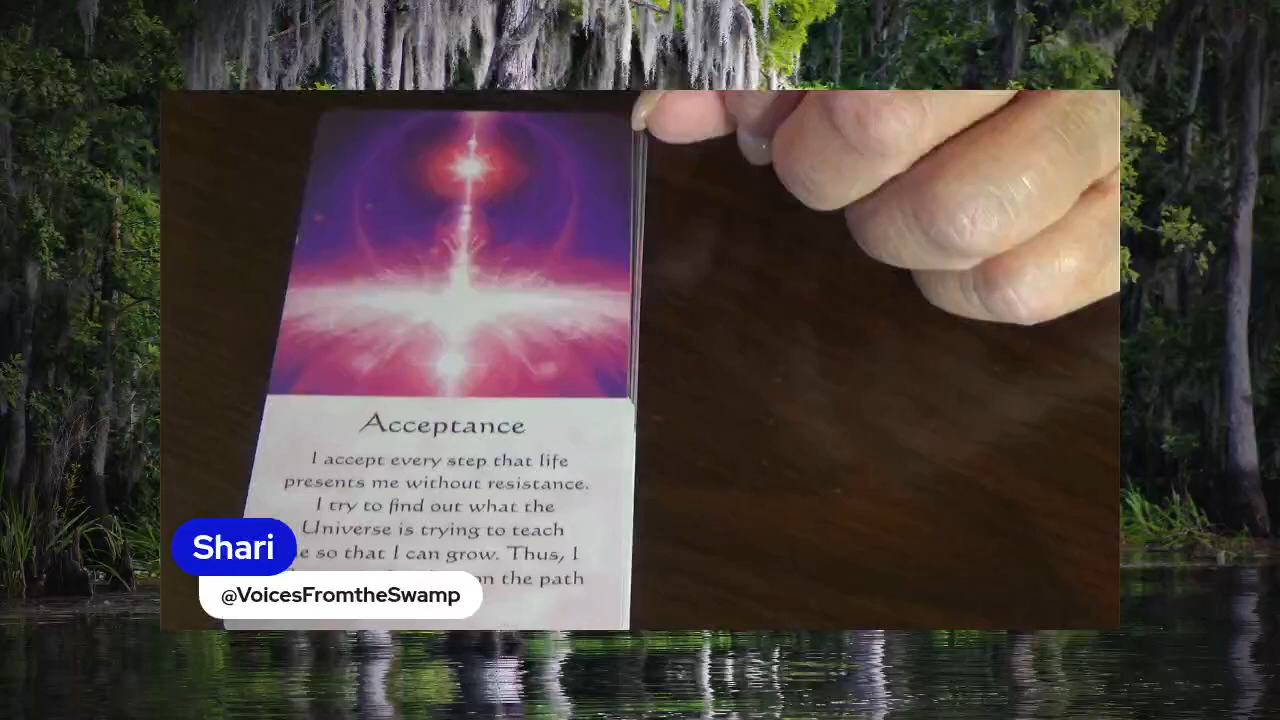 Acceptance
I accept every step that life
presents me without resistance.
I try to find out what the
Universe is trying to teach
so that I can grow. Thus, I
on the path
Shari
@VoicesFromtheSwamp